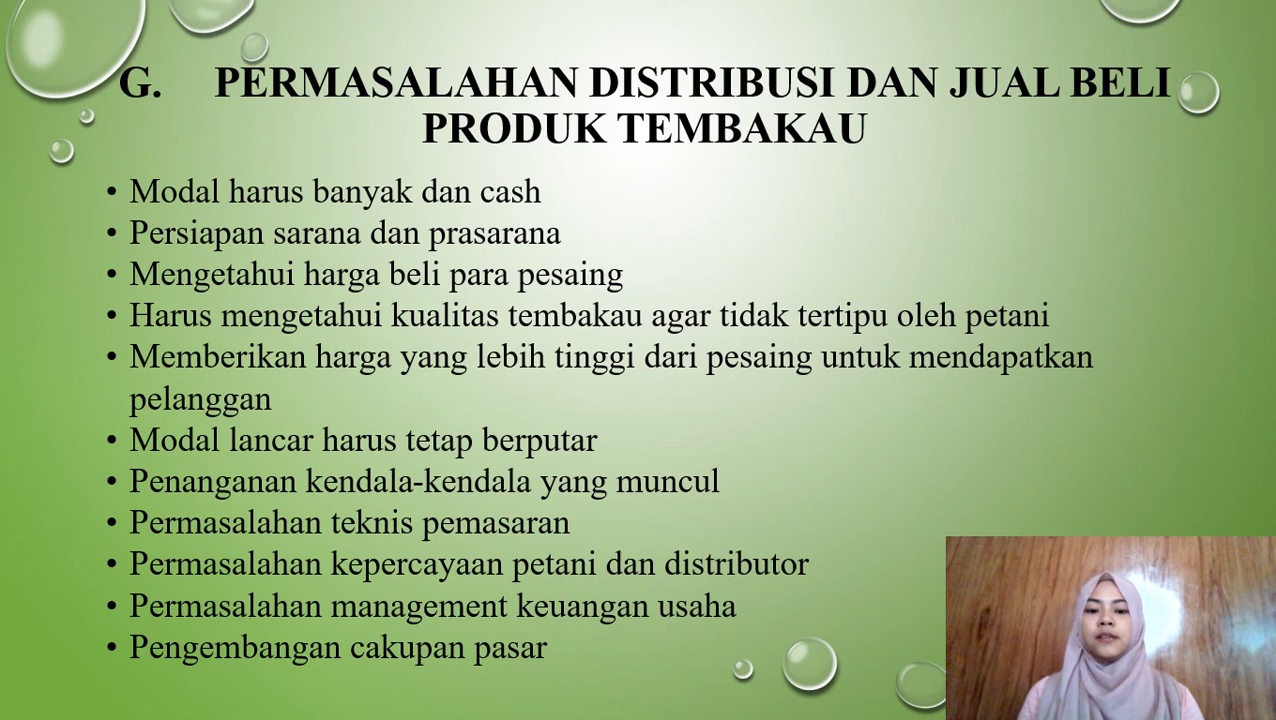 G. PERMASALAHAN DISTRIBUSI DAN JUAL BELI
PRODUK TEMBAKAU
• Modal harus banyak dan cash
• Persiapan sarana dan prasarana
• Mengetahui harga beli para pesaing
• Harus mengetahui kualitas tembakau agar tidak tertipu oleh petani
• Memberikan harga yang lebih tinggi dari pesaing untuk mendapatkan
pelanggan
• Modal lancar harus tetap berputar
• Penanganan kendala-kendala yang muncul
• Permasalahan teknis pemasaran
• Permasalahan kepercayaan petani dan distributor
• Permasalahan management keuangan usaha
• Pengembangan cakupan pasar